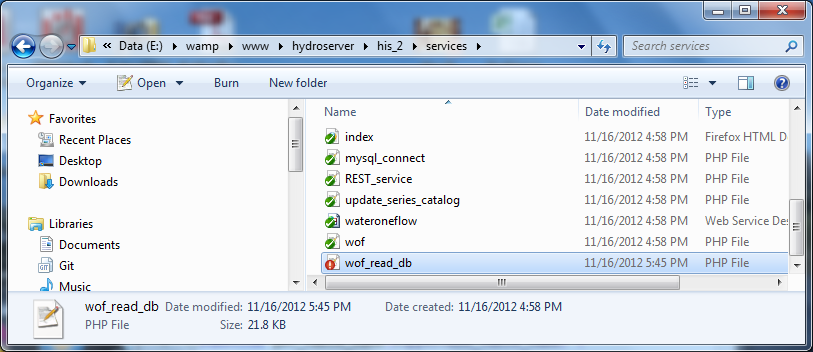 Data (E:) wamp www hydroserver his_2 services Search services
Organize Open Burn New folder
Favorites
Recent Places
Desktop
Downloads
Libraries
Documents
Git
Music
Name Date modified Type
index 11/16/2012 4:58 PM Firefox HTML D
mysql_connect 11/16/2012 4:58 PM PHP File
REST_service 11/16/2012 4:58 PM PHP File
update_series_catalog 11/16/2012 4:58 PM PHP File
wateroneflow 11/16/2012 4:58 PM Web Service Des
wof 11/16/2012 4:58 PM PHP File
wof_read_db 11/16/2012 5:45 PM PHP File
wof_read_db Date modified: 11/16/2012 5:45 PM Date created: 11/16/2012 4:58 PM
PHP File Size: 21.8 KB